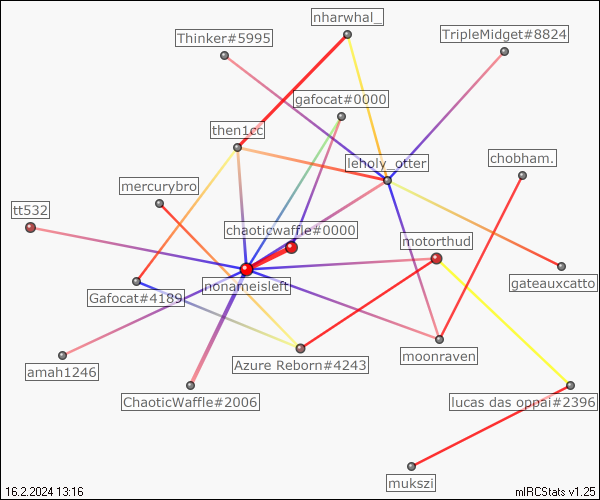 nharwhal_
Thinker#5995
TripleMidget#8824
gafocat#0000
then1cc
leholy_otter
chobham.
mercurybro
tt532
chaoticwaffle#0000
motorthud
nonameisleft
gateauxcatto
Gafocat#4189
Azure Reborn#4243
moonraven
amah1246
ChaoticWaffle#2006
lucas das oppai#2396
mukszi
16.2.2024 13:16
mIRCStats v1.25